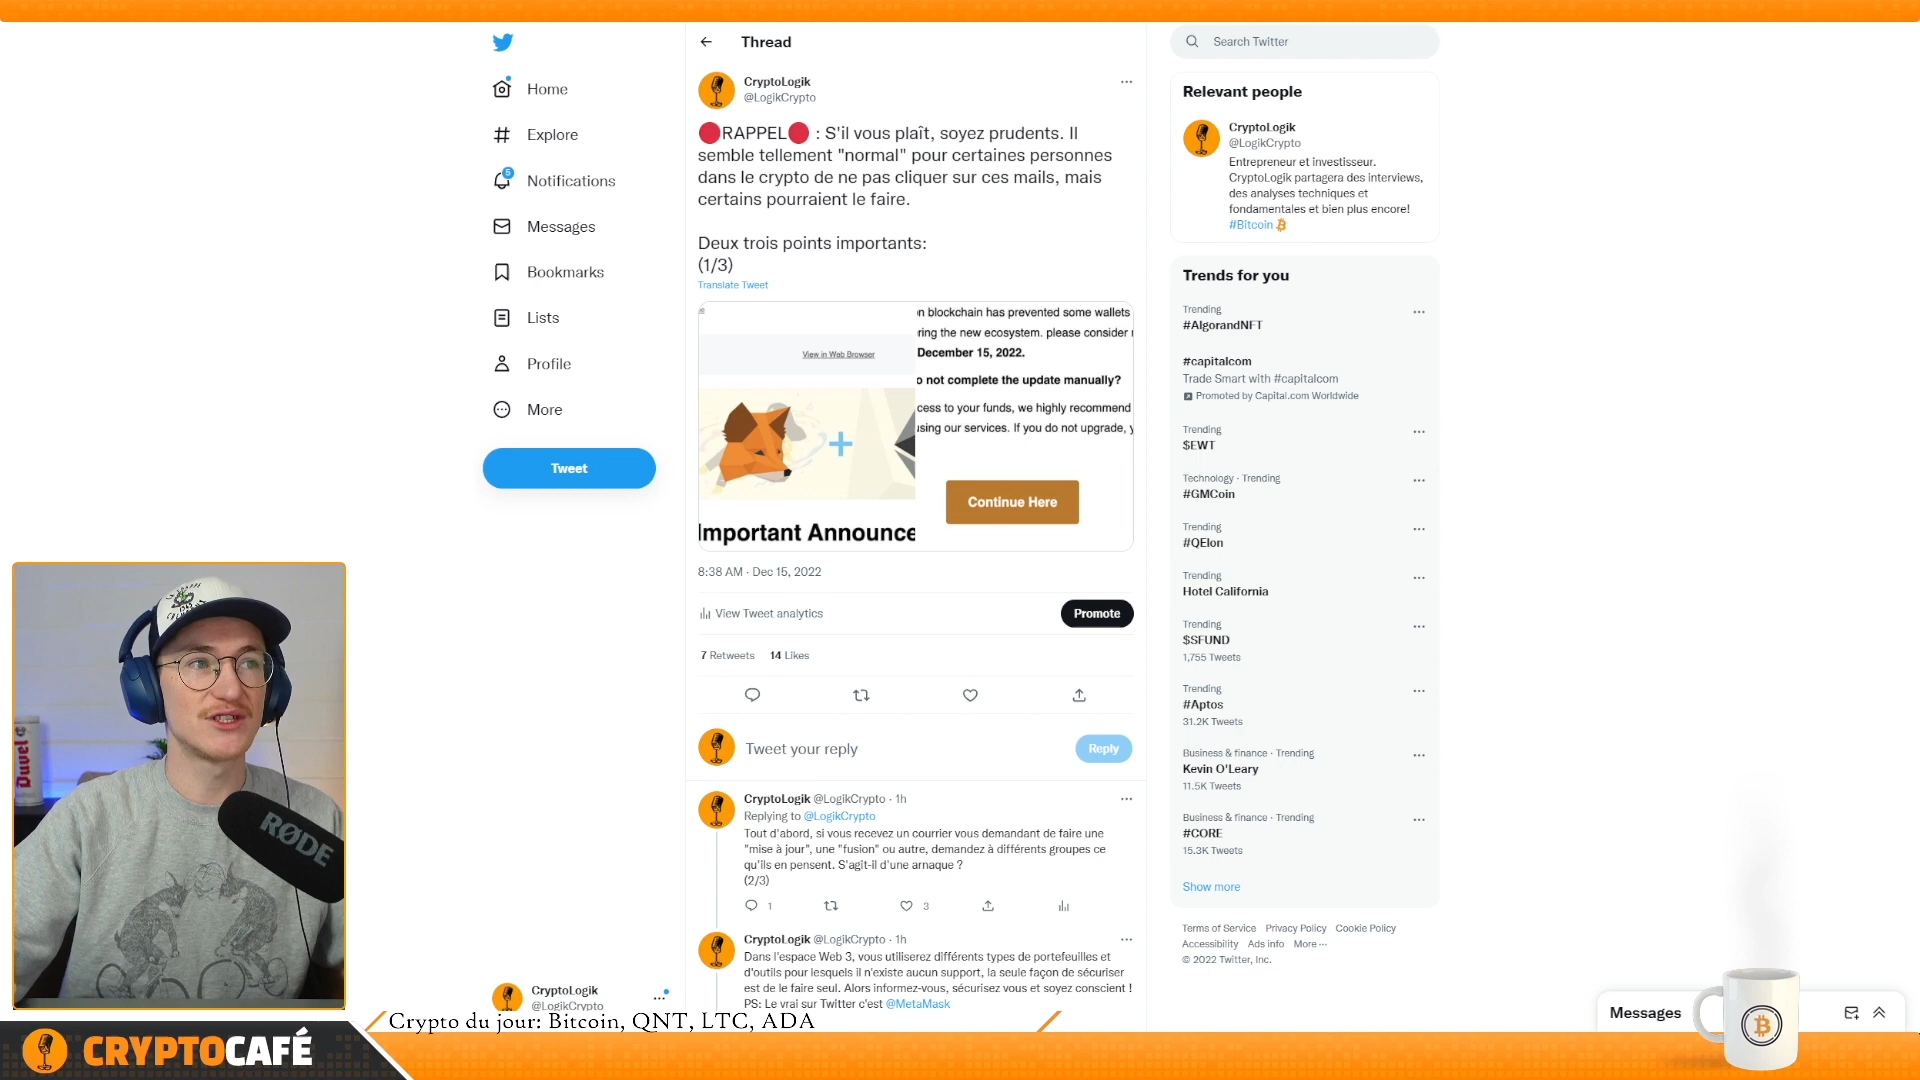 Home
Explore
5
Notifications
Messages
Bookmarks
Lists
Profile
More
Tweet
CryptoLogik
@LogikCrypto
Thread
CryptoLogik
@LogikCrypto
RAPPEL : S'il vous plaît, soyez prudents. Il
semble tellement "normal" pour certaines personnes
dans le crypto de ne pas cliquer sur ces mails, mais
certains pourraient le faire.
Deux trois points importants:
(1/3)
Translate Tweet
View in Web Browser
Important Announce
n blockchain has prevented some wallets
ring the new ecosystem. please consider
December 15, 2022.
o not complete the update manually?
cess to your funds, we highly recommend
using our services. If you do not upgrade, y
Continue Here
8:38 AM · Dec 15, 2022
View Tweet analytics
Promote
7 Retweets 14 Likes
Tweet your reply
Reply
CryptoLogik @LogikCrypto · 1h
Replying to @LogikCrypto
Tout d'abord, si vous recevez un courrier vous demandant de faire une
"mise à jour", une "fusion" ou autre, demandez à différents groupes ce
qu'ils en pensent. S'agit-il d'une arnaque ?
(2/3)
1 3
CryptoLogik @LogikCrypto · 1h
Dans l'espace Web 3, vous utiliserez différents types de portefeuilles et
d'outils pour lesquels il n'existe aucun support, la seule façon de sécuriser
est de le faire seul. Alors informez-vous, sécurisez vous et soyez conscient !
PS: Le vrai sur Twitter c'est @MetaMask
Search Twitter
Relevant people
CryptoLogik
@LogikCrypto
Entrepreneur et investisseur.
CryptoLogik partagera des interviews,
des analyses techniques et
fondamentales et bien plus encore!
#Bitcoin
Trends for you
Trending
#AlgorandNFT
#capitalcom
Trade Smart with #capitalcom
Promoted by Capital.com Worldwide
Trending
$EWT
Technology · Trending
#GMCoin
Trending
#QElon
Trending
Hotel California
Trending
$SFUND
1,755 Tweets
Trending
#Aptos
31.2K Tweets
Business & finance · Trending
Kevin O'Leary
11.5K Tweets
Business & finance · Trending
#CORE
15.3K Tweets
Show more
Terms of Service Privacy Policy Cookie Policy
Accessibility Ads info More ···
© 2022 Twitter, Inc.
Messages
Duvel
RØDE
Crypto du jour: Bitcoin, QNT, LTC, ADA
CRYPTOCAFÉ